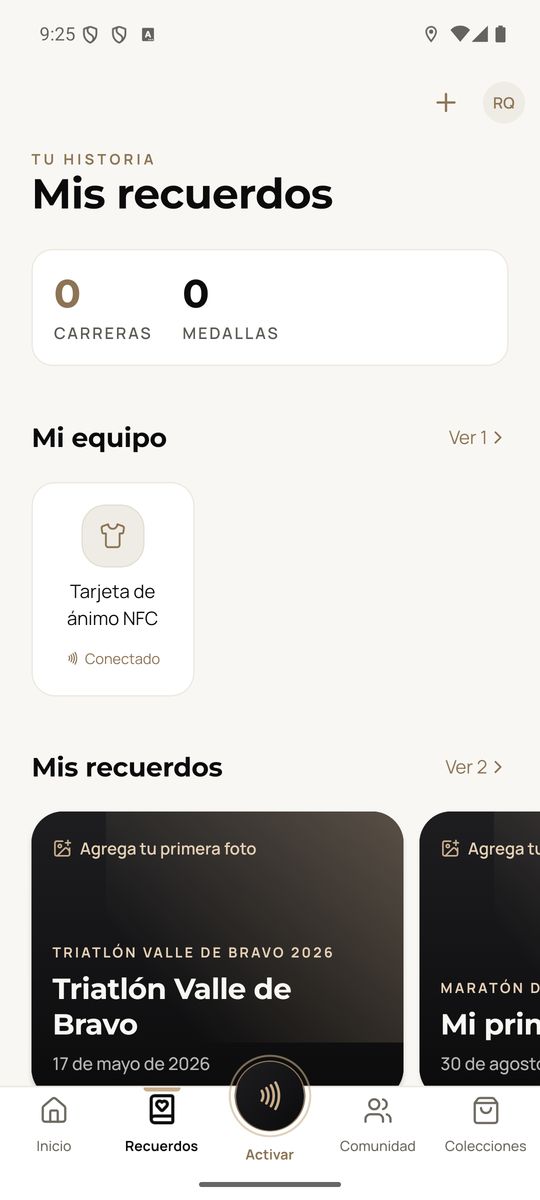 9:25
A
RQ
TU HISTORIA
Mis recuerdos
0 0
CARRERAS MEDALLAS
Mi equipo Ver 1
Tarjeta de
ánimo NFC
Conectado
Mis recuerdos Ver 2
Agrega tu primera foto Agrega tu
TRIATLÓN VALLE DE BRAVO 2026
Triatlón Valle de
Bravo
17 de mayo de 2026
MARATÓN D
Mi prim
30 de agosto
Inicio Recuerdos Activar Comunidad Colecciones